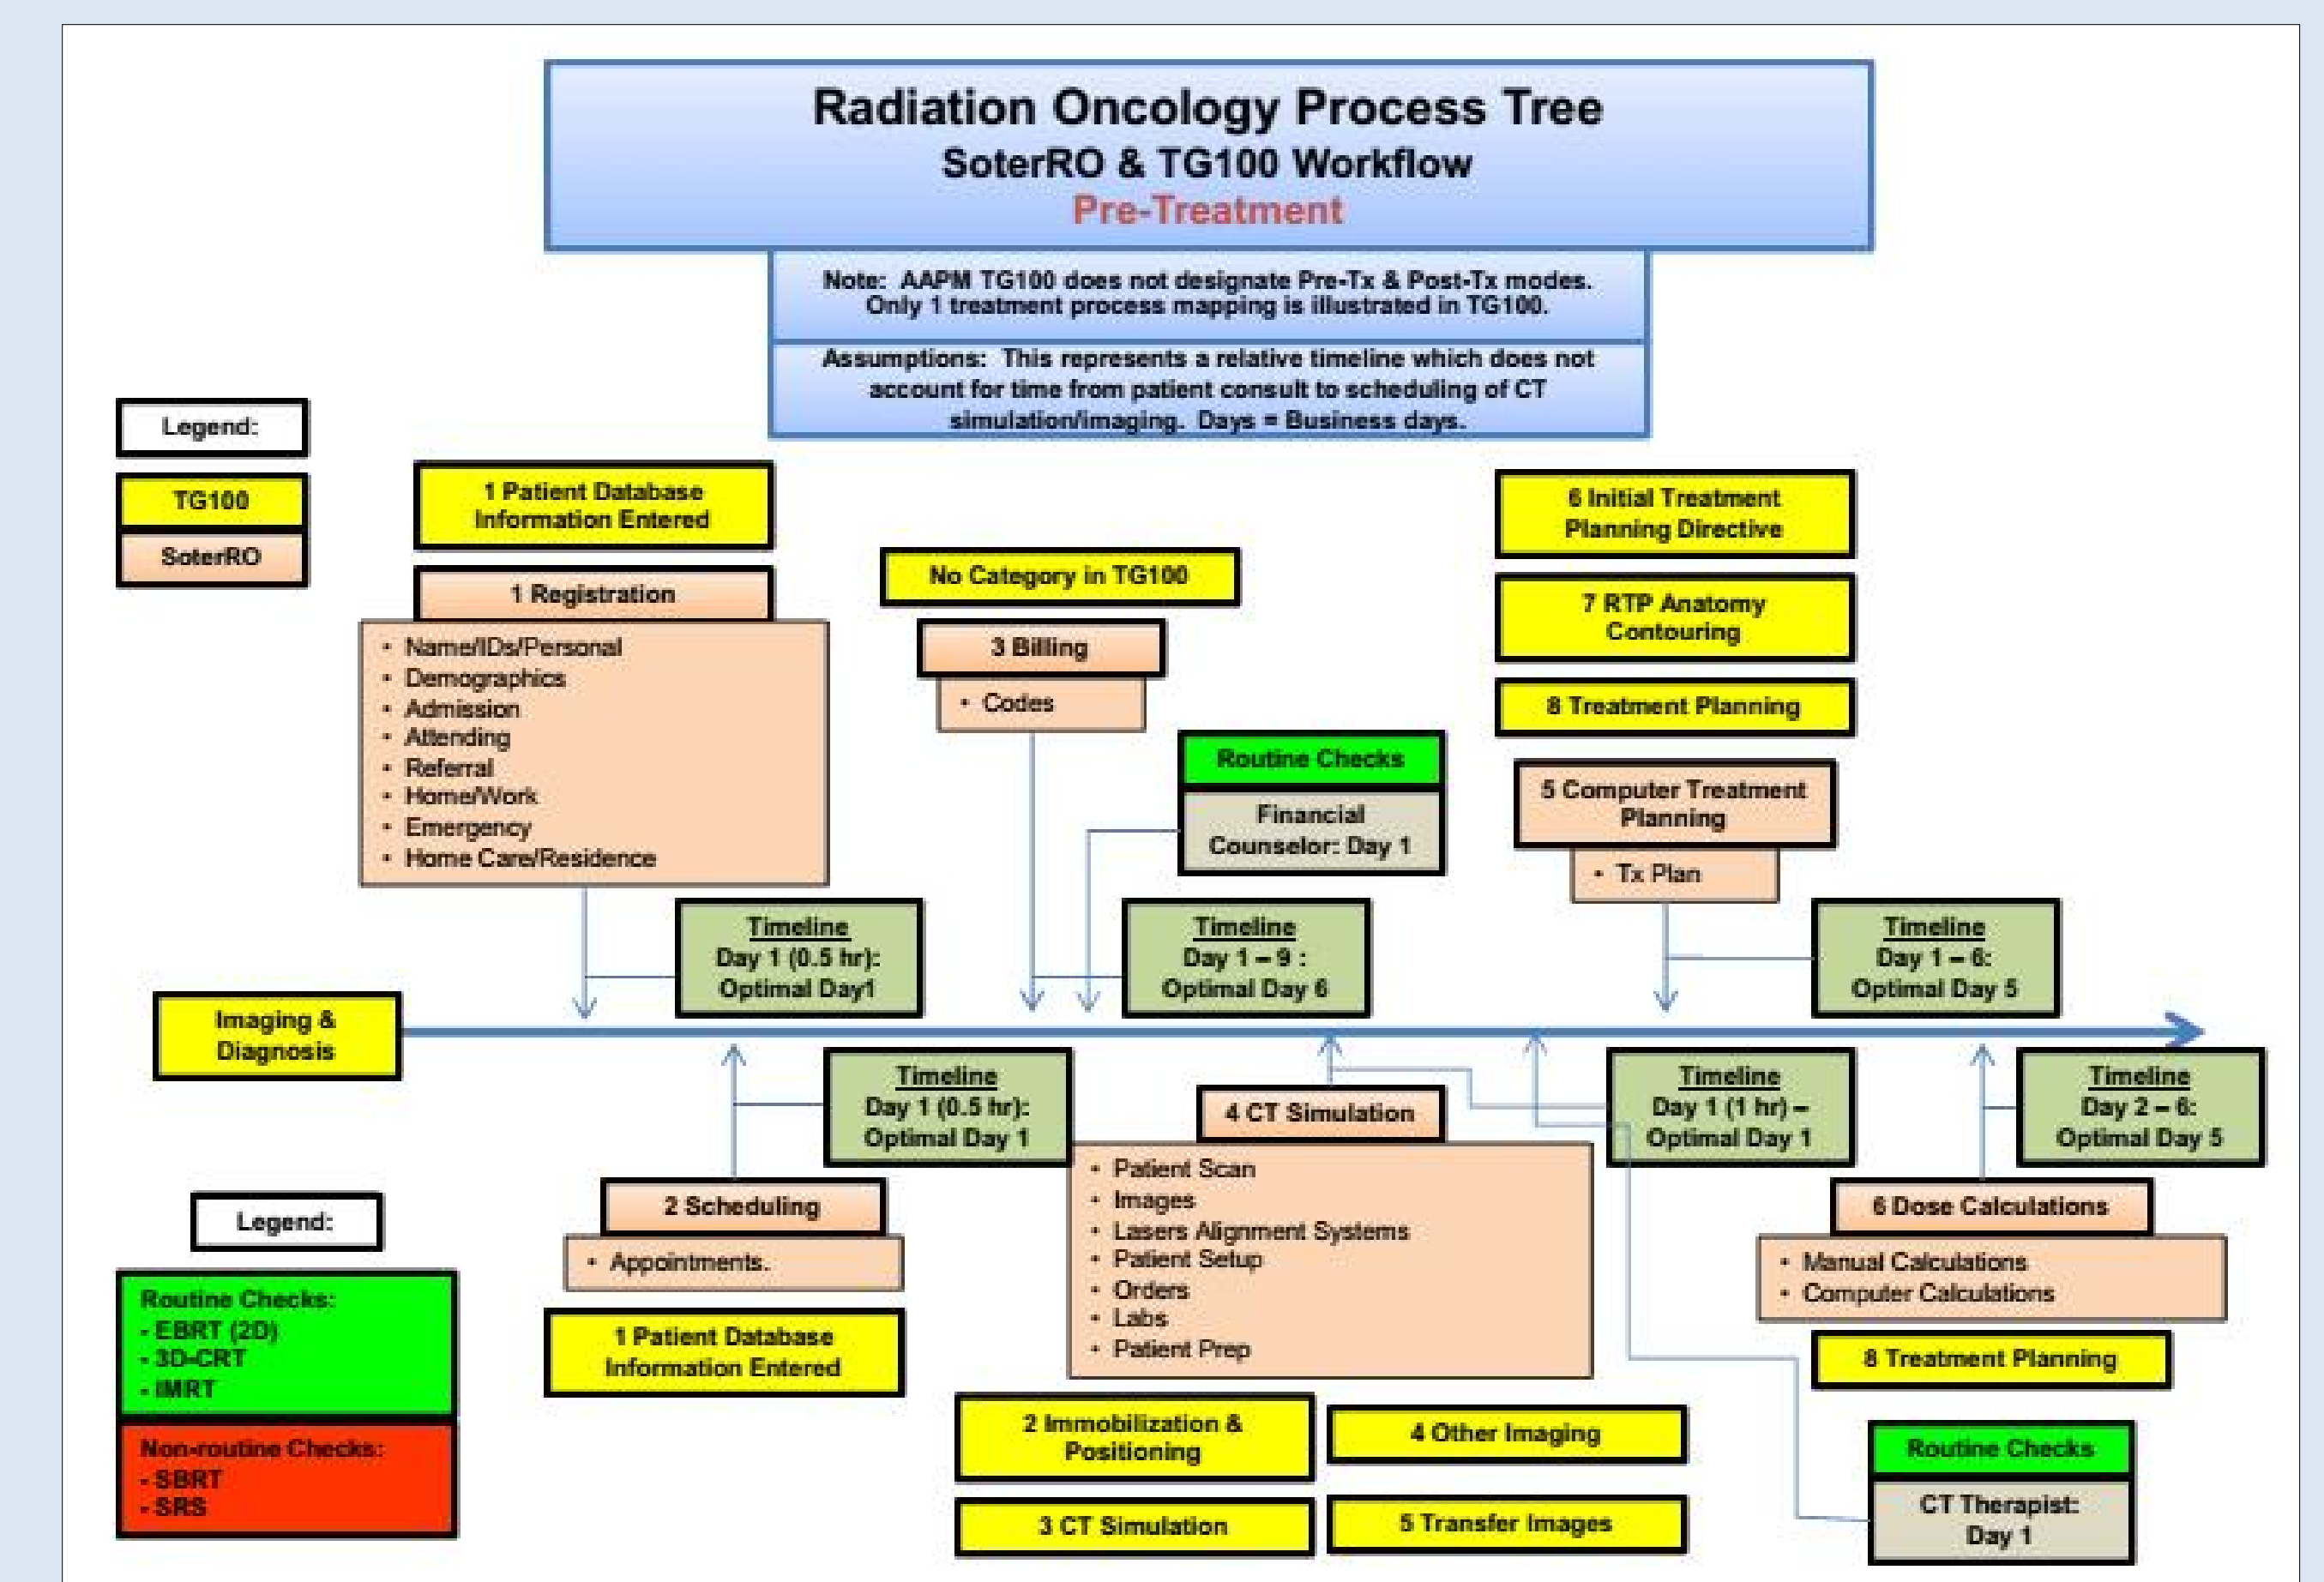 Radiation Oncology Process Tree
SoterRO & TG100 Workflow
Pre-Treatment
Note: AAPM TG100 does not designate Pre-Tx & Post-Tx modes.
Only 1 treatment process mapping is illustrated in TG100.
Assumptions: This represents a relative timeline which does not
account for time from patient consult to scheduling of CT
simulation/imaging. Days = Business days.
Legend:
TG100
SoterRO
1 Patient Database
Information Entered
1 Registration
• Name/IDs/Personal
• Demographics
• Admission
• Attending
• Referral
• Home/Work
• Emergency
• Home Care/Residence
Timeline
Day 1 (0.5 hr):
Optimal Day1
No Category in TG100
3 Billing
• Codes
Routine Checks
Financial
Counselor: Day 1
Timeline
Day 1 – 9 :
Optimal Day 6
6 Initial Treatment
Planning Directive
7 RTP Anatomy
Contouring
8 Treatment Planning
5 Computer Treatment
Planning
• Tx Plan
Timeline
Day 1 – 6:
Optimal Day 5
Imaging &
Diagnosis
Timeline
Day 1 (0.5 hr):
Optimal Day 1
2 Scheduling
• Appointments.
1 Patient Database
Information Entered
4 CT Simulation
• Patient Scan
• Images
• Lasers Alignment Systems
• Patient Setup
• Orders
• Labs
• Patient Prep
Timeline
Day 1 (1 hr) –
Optimal Day 1
2 Immobilization &
Positioning
4 Other Imaging
3 CT Simulation
5 Transfer Images
Timeline
Day 2 – 6:
Optimal Day 5
6 Dose Calculations
• Manual Calculations
• Computer Calculations
8 Treatment Planning
Routine Checks
CT Therapist:
Day 1
Legend:
Routine Checks:
- EBRT (2D)
- 3D-CRT
- IMRT
Non-routine Checks:
- SBRT
- SRS